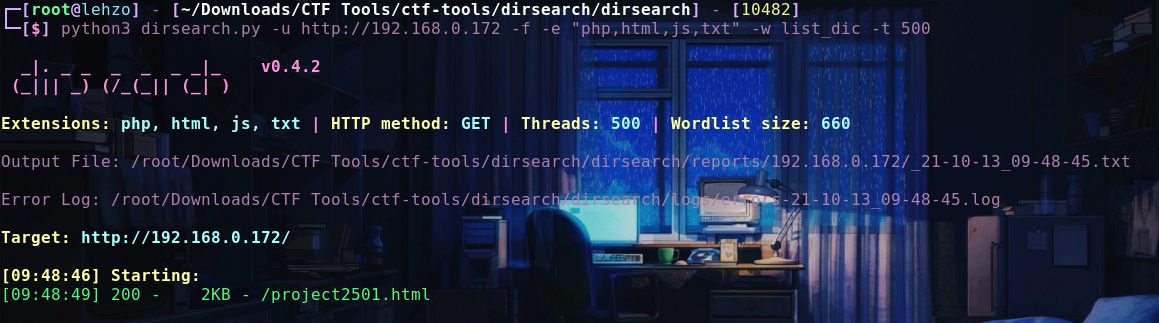 ┌─[root@lehzo] - [~/Downloads/CTF Tools/ctf-tools/dirsearch/dirsearch] - [10482]
└─[$] python3 dirsearch.py -u http://192.168.0.172 -f -e "php,html,js,txt" -w list_dic -t 500
  _|. _ _  _  _  _ _|_    v0.4.2
 (_||| _) (/_(_|| (_| )
Extensions: php, html, js, txt | HTTP method: GET | Threads: 500 | Wordlist size: 660
Output File: /root/Downloads/CTF Tools/ctf-tools/dirsearch/dirsearch/reports/192.168.0.172/_21-10-13_09-48-45.txt
Error Log: /root/Downloads/CTF Tools/ctf-tools/dirsearch/dirsearch/logs/errors-21-10-13_09-48-45.log
Target: http://192.168.0.172/
[09:48:46] Starting:
[09:48:49] 200 -    2KB - /project2501.html